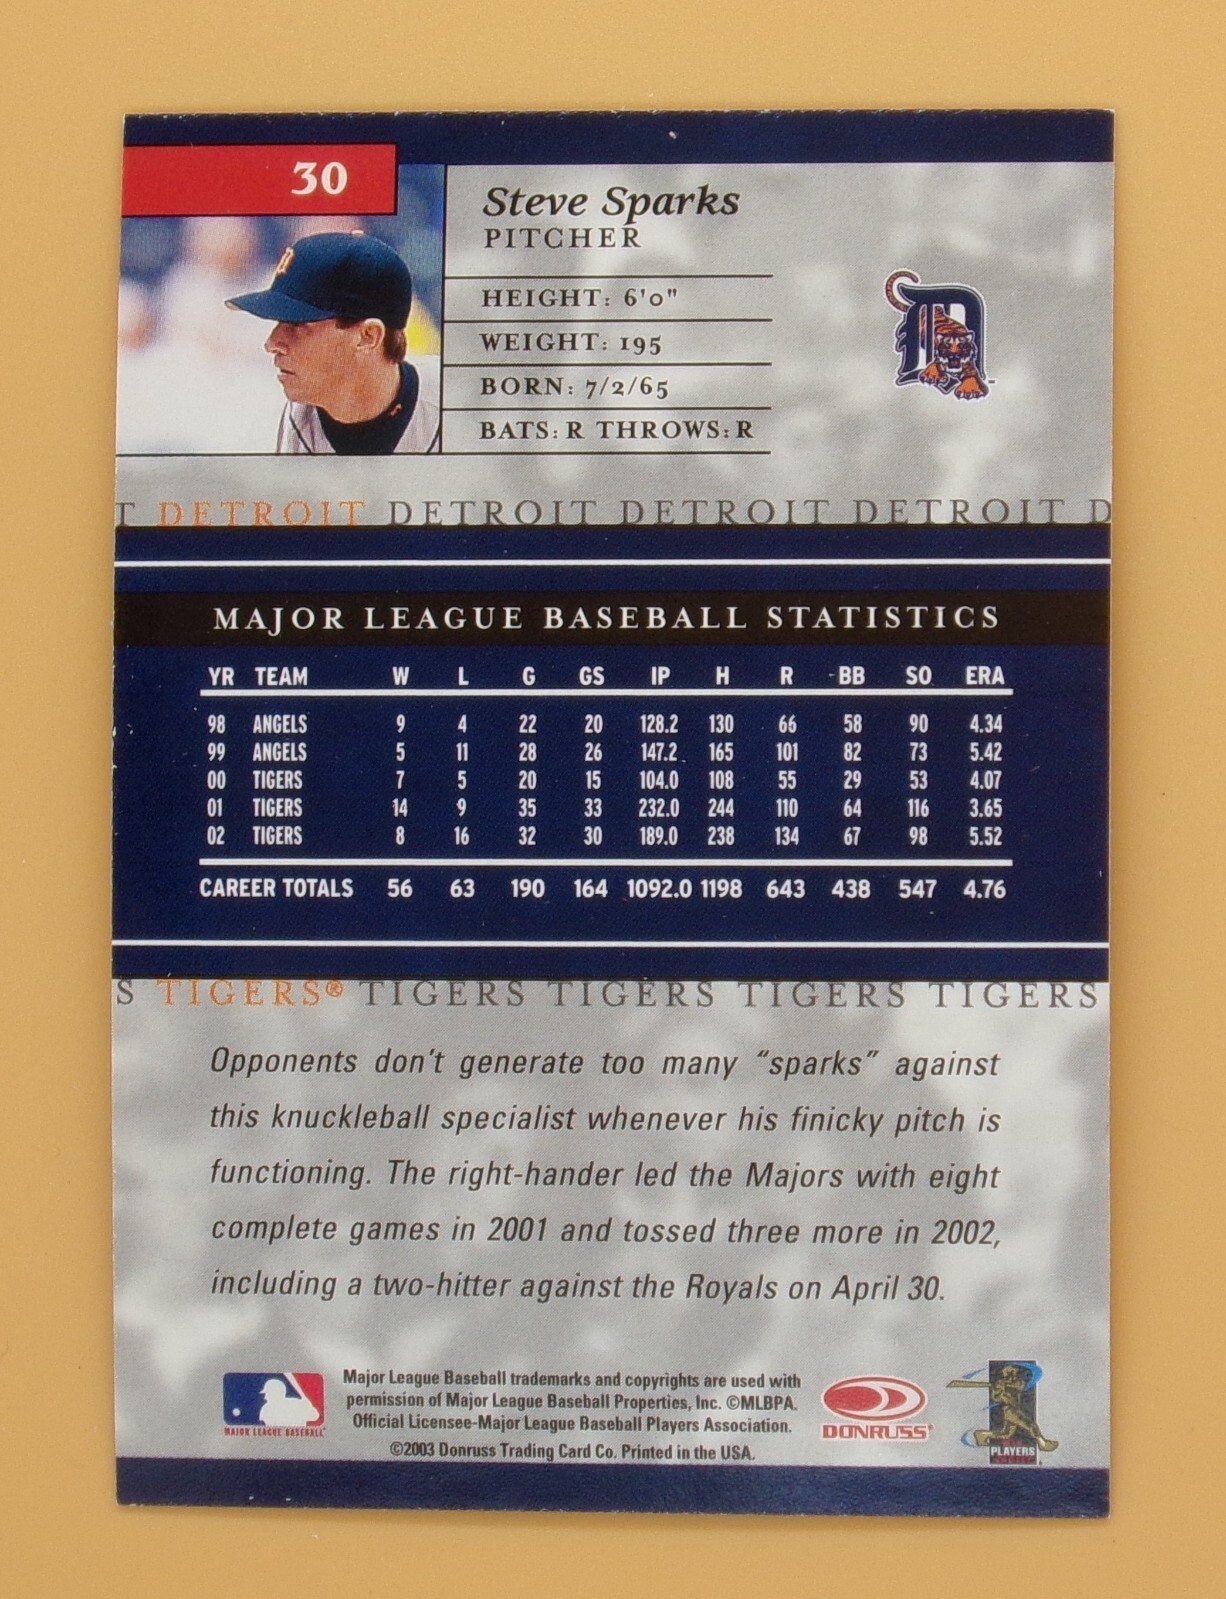 30
Steve Sparks
PITCHER
HEIGHT: 6'0"
WEIGHT: 195
BORN: 7/2/65
BATS: R THROWS: R
T DETROIT DETROIT DETROIT DETROIT D
MAJOR LEAGUE BASEBALL STATISTICS
YR TEAM W L G GS IP H R BB SO ERA
98 ANGELS 9 4 22 20 128.2 130 66 58 90 4.34
99 ANGELS 5 11 28 26 147.2 165 101 82 73 5.42
00 TIGERS 7 5 20 15 104.0 108 55 29 53 4.07
01 TIGERS 14 9 35 33 232.0 244 110 64 116 3.65
02 TIGERS 8 16 32 30 189.0 238 134 67 98 5.52
CAREER TOTALS 56 63 190 164 1092.0 1198 643 438 547 4.76
S TIGERS® TIGERS TIGERS TIGERS TIGERS
Opponents don't generate too many "sparks" against
this knuckleball specialist whenever his finicky pitch is
functioning. The right-hander led the Majors with eight
complete games in 2001 and tossed three more in 2002,
including a two-hitter against the Royals on April 30.
MAJOR LEAGUE BASEBALL
Major League Baseball trademarks and copyrights are used with
permission of Major League Baseball Properties, Inc. ©MLBPA.
Official Licensee-Major League Baseball Players Association.
©2003 Donruss Trading Card Co. Printed in the USA.
DONRUSS
PLAYERS